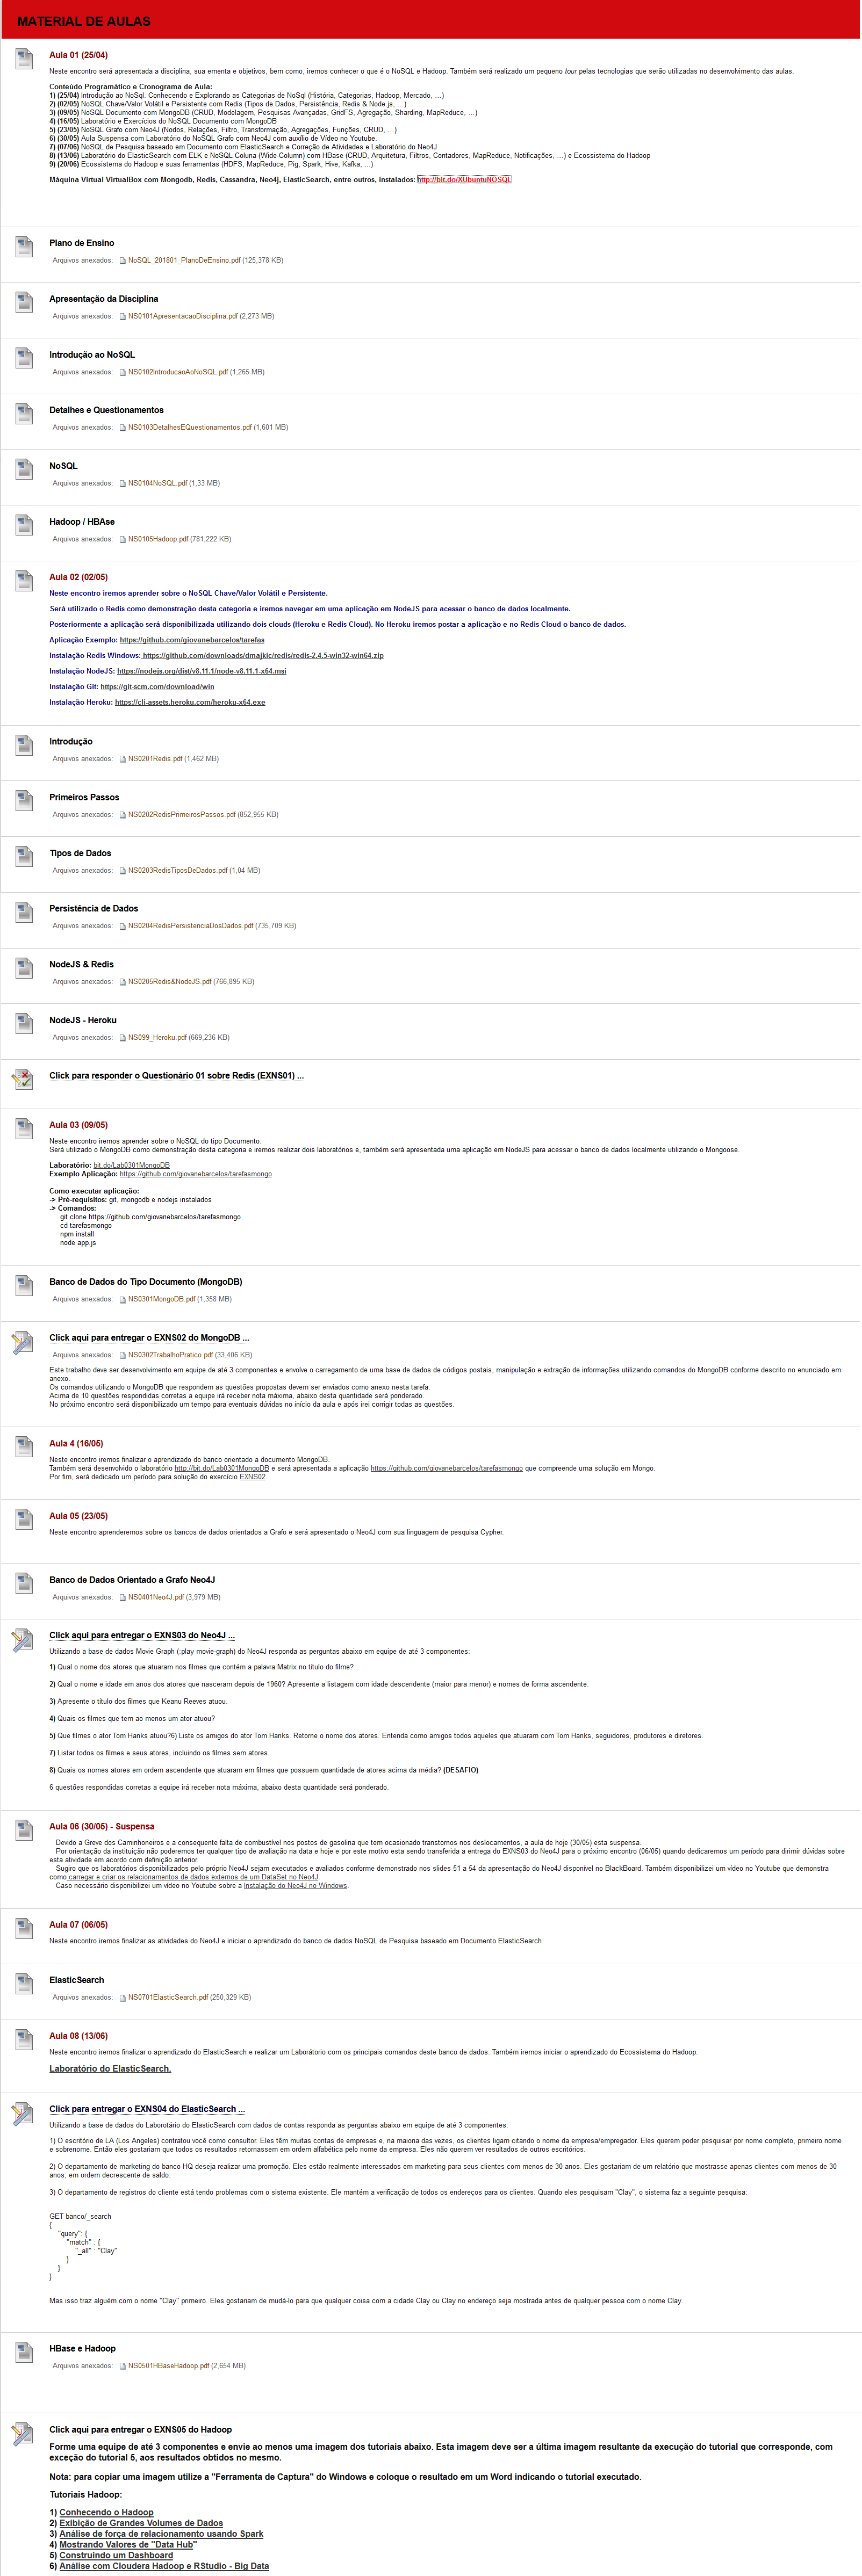 MATERIAL DE AULAS
Aula 01 (25/04)
Neste encontro será apresentada a disciplina, sua ementa e objetivos, bem como, iremos conhecer o que é o NoSQL e Hadoop. Também será realizado um pequeno tour pelas tecnologias que serão utilizadas no desenvolvimento das aulas.
Conteúdo Programático e Cronograma de Aula:
1) (25/04) Introdução ao NoSql. Conhecendo e Explorando as Categorias de NoSql (História, Categorias, Hadoop, Mercado, ...)
2) (02/05) NoSQL Chave/Valor Volátil e Persistente com Redis (Tipos de Dados, Persistência, Redis & Node.js, ...)
3) (09/05) NoSQL Documento com MongoDB (CRUD, Modelagem, Pesquisas Avançadas, GridFS, Agregação, Sharding, MapReduce, ...)
4) (16/05) Laboratório e Exercícios do NoSQL Documento com MongoDB
5) (23/05) NoSQL Grafo com Neo4J (Nodos, Relações, Filtro, Transformação, Agregações, Funções, CRUD, ...)
6) (30/05) Aula Suspensa com Laboratório do NoSQL Grafo com Neo4J com auxílio de Vídeo no Youtube.
7) (07/06) NoSQL de Pesquisa baseado em Documento com ElasticSearch e Correção de Atividades e Laboratório do Neo4J
8) (13/06) Laboratório do ElasticSearch com ELK e NoSQL Coluna (Wide-Column) com HBase (CRUD, Arquitetura, Filtros, Contadores, MapReduce, Notificações, ...) e Ecossistema do Hadoop
9) (20/06) Ecossistema do Hadoop e suas ferramentas (HDFS, MapReduce, Pig, Spark, Hive, Kafka, ...)
Máquina Virtual VirtualBox com Mongodb, Redis, Cassandra, Neo4j, ElasticSearch, entre outros, instalados: http://bit.do/XUbuntuNOSQL
Plano de Ensino
Arquivos anexados: NoSQL_201801_PlanoDeEnsino.pdf (125,378 KB)
Apresentação da Disciplina
Arquivos anexados: NS0101ApresentacaoDisciplina.pdf (2,273 MB)
Introdução ao NoSQL
Arquivos anexados: NS0102IntroducaoAoNoSQL.pdf (1,265 MB)
Detalhes e Questionamentos
Arquivos anexados: NS0103DetalhesEQuestionamentos.pdf (1,601 MB)
NoSQL
Arquivos anexados: NS0104NoSQL.pdf (1,33 MB)
Hadoop / HBAse
Arquivos anexados: NS0105Hadoop.pdf (781,222 KB)
Aula 02 (02/05)
Neste encontro iremos aprender sobre o NoSQL Chave/Valor Volátil e Persistente.
Será utilizado o Redis como demonstração desta categoria e iremos navegar em uma aplicação em NodeJS para acessar o banco de dados localmente.
Posteriormente a aplicação será disponibilizada utilizando dois clouds (Heroku e Redis Cloud). No Heroku iremos postar a aplicação e no Redis Cloud o banco de dados.
Aplicação Exemplo: https://github.com/giovanebarcelos/tarefas
Instalação Redis Windows: https://github.com/downloads/dmajkic/redis/redis-2.4.5-win32-win64.zip
Instalação NodeJS: https://nodejs.org/dist/v8.11.1/node-v8.11.1-x64.msi
Instalação Git: https://git-scm.com/download/win
Instalação Heroku: https://cli-assets.heroku.com/heroku-x64.exe
Introdução
Arquivos anexados: NS0201Redis.pdf (1,462 MB)
Primeiros Passos
Arquivos anexados: NS0202RedisPrimeirosPassos.pdf (852,955 KB)
Tipos de Dados
Arquivos anexados: NS0203RedisTiposDeDados.pdf (1,04 MB)
Persistência de Dados
Arquivos anexados: NS0204RedisPersistenciaDosDados.pdf (735,709 KB)
NodeJS & Redis
Arquivos anexados: NS0205Redis&NodeJS.pdf (766,895 KB)
NodeJS - Heroku
Arquivos anexados: NS099_Heroku.pdf (669,236 KB)
Click para responder o Questionário 01 sobre Redis (EXNS01) ...
Aula 03 (09/05)
Neste encontro iremos aprender sobre o NoSQL do tipo Documento.
Será utilizado o MongoDB como demonstração desta categoria e iremos realizar dois laboratórios e, também será apresentada uma aplicação em NodeJS para acessar o banco de dados localmente utilizando o Mongoose.
Laboratório: bit.do/Lab0301MongoDB
Exemplo Aplicação: https://github.com/giovanebarcelos/tarefasmongo
Como executar aplicação:
-> Pré-requisitos: git, mongodb e nodejs instalados
-> Comandos:
git clone https://github.com/giovanebarcelos/tarefasmongo
cd tarefasmongo
npm install
node app.js
Banco de Dados do Tipo Documento (MongoDB)
Arquivos anexados: NS0301MongoDB.pdf (1,358 MB)
Click aqui para entregar o EXNS02 do MongoDB ...
Arquivos anexados: NS0302TrabalhoPratico.pdf (33,406 KB)
Este trabalho deve ser desenvolvimento em equipe de até 3 componentes e envolve o carregamento de uma base de dados de códigos postais, manipulação e extração de informações utilizando comandos do MongoDB conforme descrito no enunciado em
anexo.
Os comandos utilizando o MongoDB que respondem as questões propostas devem ser enviados como anexo nesta tarefa.
Acima de 10 questões respondidas corretas a equipe irá receber nota máxima, abaixo desta quantidade será ponderado.
No próximo encontro será disponibilizado um tempo para eventuais dúvidas no início da aula e após irei corrigir todas as questões.
Aula 4 (16/05)
Neste encontro iremos finalizar o aprendizado do banco orientado a documento MongoDB.
Também será desenvolvido o laboratório http://bit.do/Lab0301MongoDB e será apresentada a aplicação https://github.com/giovanebarcelos/tarefasmongo que compreende uma solução em Mongo.
Por fim, será dedicado um período para solução do exercício EXNS02.
Aula 05 (23/05)
Neste encontro aprenderemos sobre os bancos de dados orientados a Grafo e será apresentado o Neo4J com sua linguagem de pesquisa Cypher.
Banco de Dados Orientado a Grafo Neo4J
Arquivos anexados: NS0401Neo4J.pdf (3,979 MB)
Click aqui para entregar o EXNS03 do Neo4J ...
Utilizando a base de dados Movie Graph (:play movie-graph) do Neo4J responda as perguntas abaixo em equipe de até 3 componentes:
1) Qual o nome dos atores que atuaram nos filmes que contém a palavra Matrix no título do filme?
2) Qual o nome e idade em anos dos atores que nasceram depois de 1960? Apresente a listagem com idade descendente (maior para menor) e nomes de forma ascendente.
3) Apresente o título dos filmes que Keanu Reeves atuou.
4) Quais os filmes que tem ao menos um ator atuou?
5) Que filmes o ator Tom Hanks atuou?6) Liste os amigos do ator Tom Hanks. Retorne o nome dos atores. Entenda como amigos todos aqueles que atuaram com Tom Hanks, seguidores, produtores e diretores.
7) Listar todos os filmes e seus atores, incluindo os filmes sem atores.
8) Quais os nomes atores em ordem ascendente que atuaram em filmes que possuem quantidade de atores acima da média? (DESAFIO)
6 questões respondidas corretas a equipe irá receber nota máxima, abaixo desta quantidade será ponderado.
Aula 06 (30/05) - Suspensa
Devido a Greve dos Caminhoneiros e a consequente falta de combustível nos postos de gasolina que tem ocasionado transtornos nos deslocamentos, a aula de hoje (30/05) esta suspensa.
Por orientação da instituição não poderemos ter qualquer tipo de avaliação na data e hoje e por este motivo esta sendo transferida a entrega do EXNS03 do Neo4J para o próximo encontro (06/05) quando dedicaremos um período para dirimir dúvidas sobre
esta atividade em acordo com definição anterior.
Sugiro que os laboratórios disponibilizados pelo próprio Neo4J sejam executados e avaliados conforme demonstrado nos slides 51 a 54 da apresentação do Neo4J disponível no BlackBoard. Também disponibilizei um vídeo no Youtube que demonstra
como carregar e criar os relacionamentos de dados externos de um DataSet no Neo4J.
Caso necessário disponibilizei um vídeo no Youtube sobre a Instalação do Neo4J no Windows.
Aula 07 (06/05)
Neste encontro iremos finalizar as atividades do Neo4J e iniciar o aprendizado do banco de dados NoSQL de Pesquisa baseado em Documento ElasticSearch.
ElasticSearch
Arquivos anexados: NS0701ElasticSearch.pdf (250,329 KB)
Aula 08 (13/06)
Neste encontro iremos finalizar o aprendizado do ElasticSearch e realizar um Laborátorio com os principais comandos deste banco de dados. Também iremos iniciar o aprendizado do Ecossistema do Hadoop.
Laboratório do ElasticSearch.
Click para entregar o EXNS04 do ElasticSearch ...
Utilizando a base de dados do Laborotário do ElasticSearch com dados de contas responda as perguntas abaixo em equipe de até 3 componentes:
1) O escritório de LA (Los Angeles) contratou você como consultor. Eles têm muitas contas de empresas e, na maioria das vezes, os clientes ligam citando o nome da empresa/empregador. Eles querem poder pesquisar por nome completo, primeiro nome
e sobrenome. Então eles gostariam que todos os resultados retornassem em ordem alfabética pelo nome da empresa. Eles não querem ver resultados de outros escritórios.
2) O departamento de marketing do banco HQ deseja realizar uma promoção. Eles estão realmente interessados em marketing para seus clientes com menos de 30 anos. Eles gostariam de um relatório que mostrasse apenas clientes com menos de 30
anos, em ordem decrescente de saldo.
3) O departamento de registros do cliente está tendo problemas com o sistema existente. Ele mantém a verificação de todos os endereços para os clientes. Quando eles pesquisam "Clay", o sistema faz a seguinte pesquisa:
GET banco/_search
{
"query": {
"match" : {
"_all" : "Clay"
}
}
}
Mas isso traz alguém com o nome "Clay" primeiro. Eles gostariam de mudá-lo para que qualquer coisa com a cidade Clay ou Clay no endereço seja mostrada antes de qualquer pessoa com o nome Clay.
HBase e Hadoop
Arquivos anexados: NS0501HBaseHadoop.pdf (2,654 MB)
Click aqui para entregar o EXNS05 do Hadoop
Forme uma equipe de até 3 componentes e envie ao menos uma imagem dos tutoriais abaixo. Esta imagem deve ser a última imagem resultante da execução do tutorial que corresponde, com
exceção do tutorial 5, aos resultados obtidos no mesmo.
Nota: para copiar uma imagem utilize a "Ferramenta de Captura" do Windows e coloque o resultado em um Word indicando o tutorial executado.
Tutoriais Hadoop:
1) Conhecendo o Hadoop
2) Exibição de Grandes Volumes de Dados
3) Análise de força de relacionamento usando Spark
4) Mostrando Valores de "Data Hub"
5) Construindo um Dashboard
6) Análise com Cloudera Hadoop e RStudio - Big Data